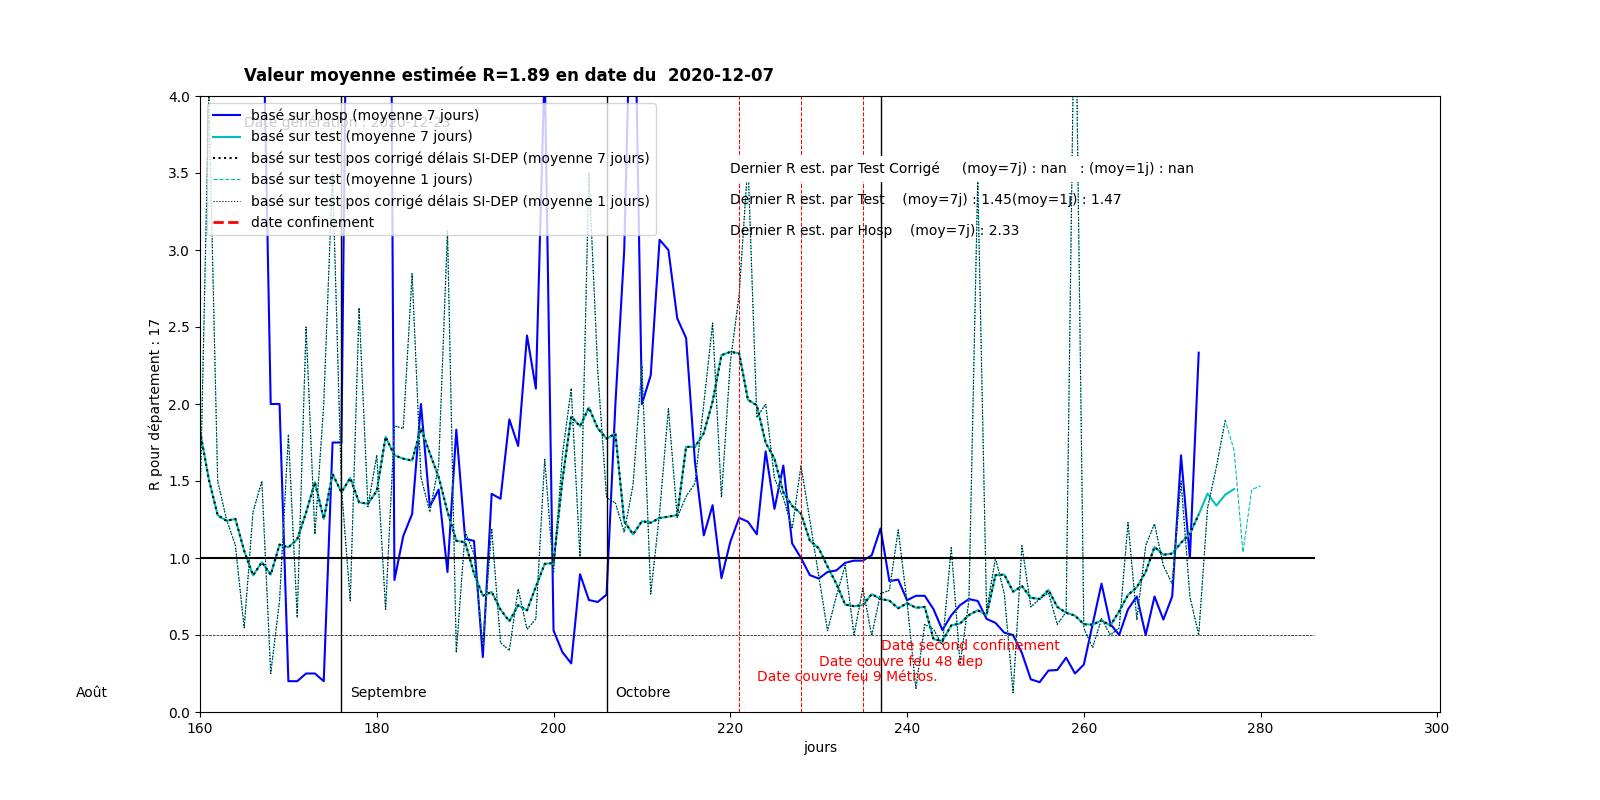 Valeur moyenne estimée R=1.89 en date du  2020-12-07
Date génération : 2020-12-23
basé sur hosp (moyenne 7 jours)
basé sur test (moyenne 7 jours)
basé sur test pos corrigé délais SI-DEP (moyenne 7 jours)
basé sur test (moyenne 1 jours)
basé sur test pos corrigé délais SI-DEP (moyenne 1 jours)
date confinement
Dernier R est. par Test Corrigé     (moy=7j) : nan   : (moy=1j) : nan
Dernier R est. par Test    (moy=7j) : 1.45(moy=1j) : 1.47
Dernier R est. par Hosp    (moy=7j) : 2.33
4.0
3.5
3.0
2.5
2.0
1.5
1.0
0.5
0.0
R pour département : 17
Date second confinement
Date couvre feu 48 dep
Date couvre feu 9 Métros.
Août
Septembre
Octobre
160 180 200 220 240 260 280 300
jours